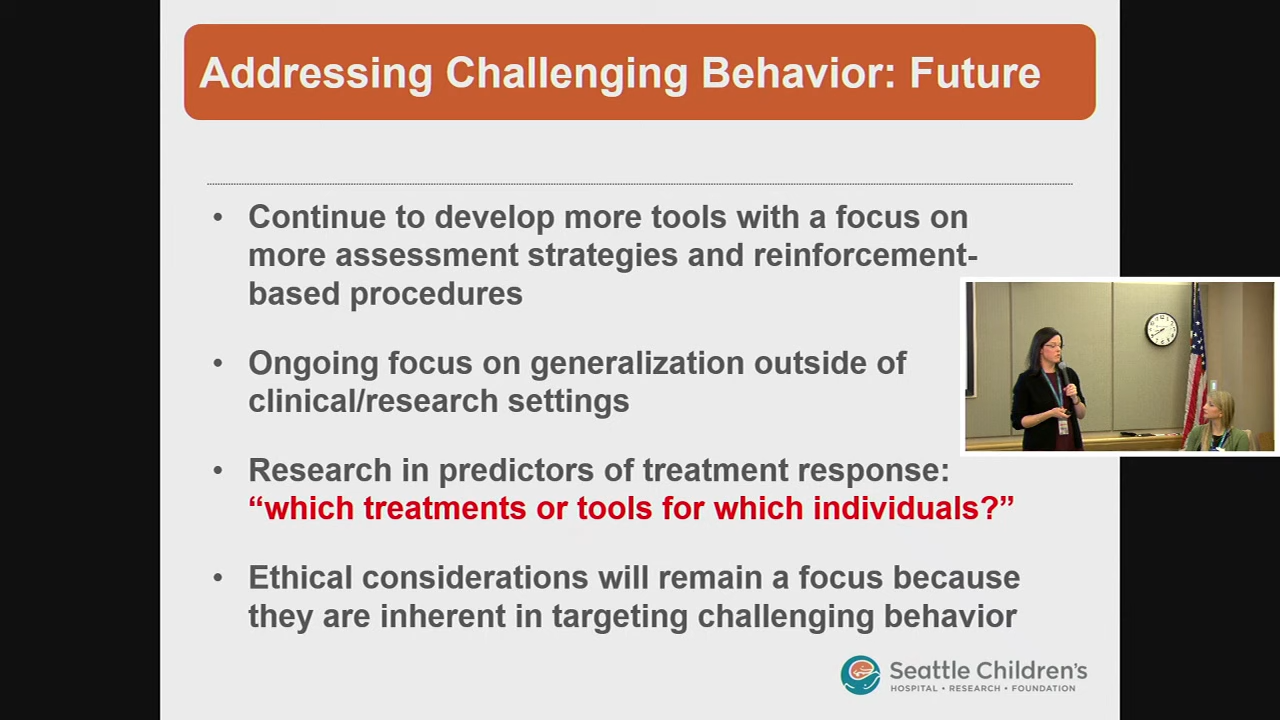 Addressing Challenging Behavior: Future
• Continue to develop more tools with a focus on
more assessment strategies and reinforcement-
based procedures
• Ongoing focus on generalization outside of
clinical/research settings
• Research in predictors of treatment response:
“which treatments or tools for which individuals?”
• Ethical considerations will remain a focus because
they are inherent in targeting challenging behavior
Seattle Children's
HOSPITAL • RESEARCH • FOUNDATION